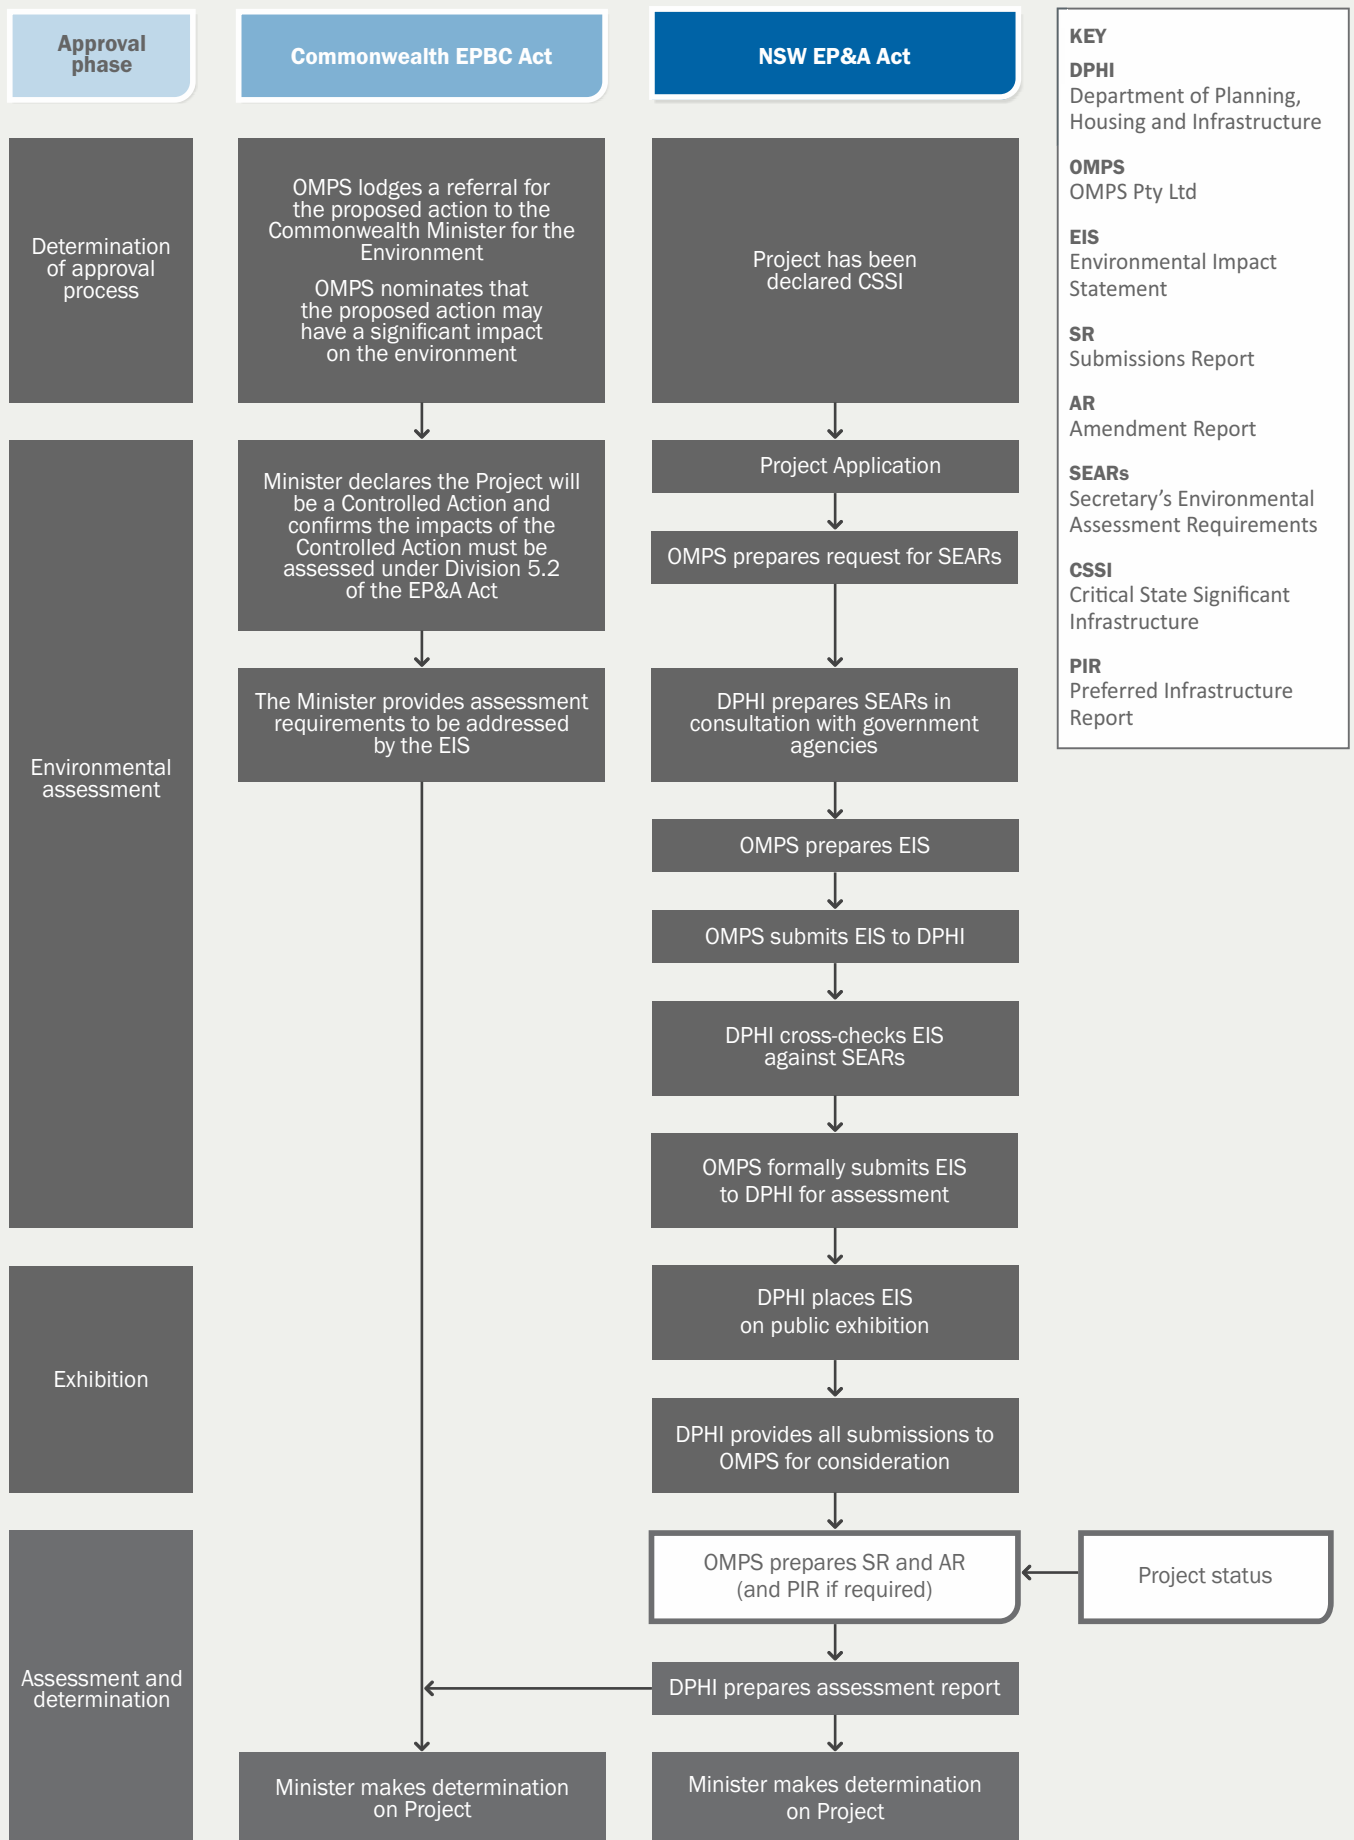 Approval
phase
Commonwealth EPBC Act
NSW EP&A Act
KEY
DPHI
Department of Planning,
Housing and Infrastructure
OMPS
OMPS Pty Ltd
EIS
Environmental Impact
Statement
SR
Submissions Report
AR
Amendment Report
SEARs
Secretary’s Environmental
Assessment Requirements
CSSI
Critical State Significant
Infrastructure
PIR
Preferred Infrastructure
Report
Determination
of approval
process
OMPS lodges a referral for
the proposed action to the
Commonwealth Minister for the
Environment
OMPS nominates that
the proposed action may
have a significant impact
on the environment
Project has been
declared CSSI
Environmental
assessment
Minister declares the Project will
be a Controlled Action and
confirms the impacts of the
Controlled Action must be
assessed under Division 5.2
of the EP&A Act
The Minister provides assessment
requirements to be addressed
by the EIS
Project Application
OMPS prepares request for SEARs
DPHI prepares SEARs in
consultation with government
agencies
OMPS prepares EIS
OMPS submits EIS to DPHI
DPHI cross-checks EIS
against SEARs
OMPS formally submits EIS
to DPHI for assessment
Exhibition
DPHI places EIS
on public exhibition
DPHI provides all submissions to
OMPS for consideration
Assessment and
determination
OMPS prepares SR and AR
(and PIR if required)
Project status
DPHI prepares assessment report
Minister makes determination
on Project
Minister makes determination
on Project